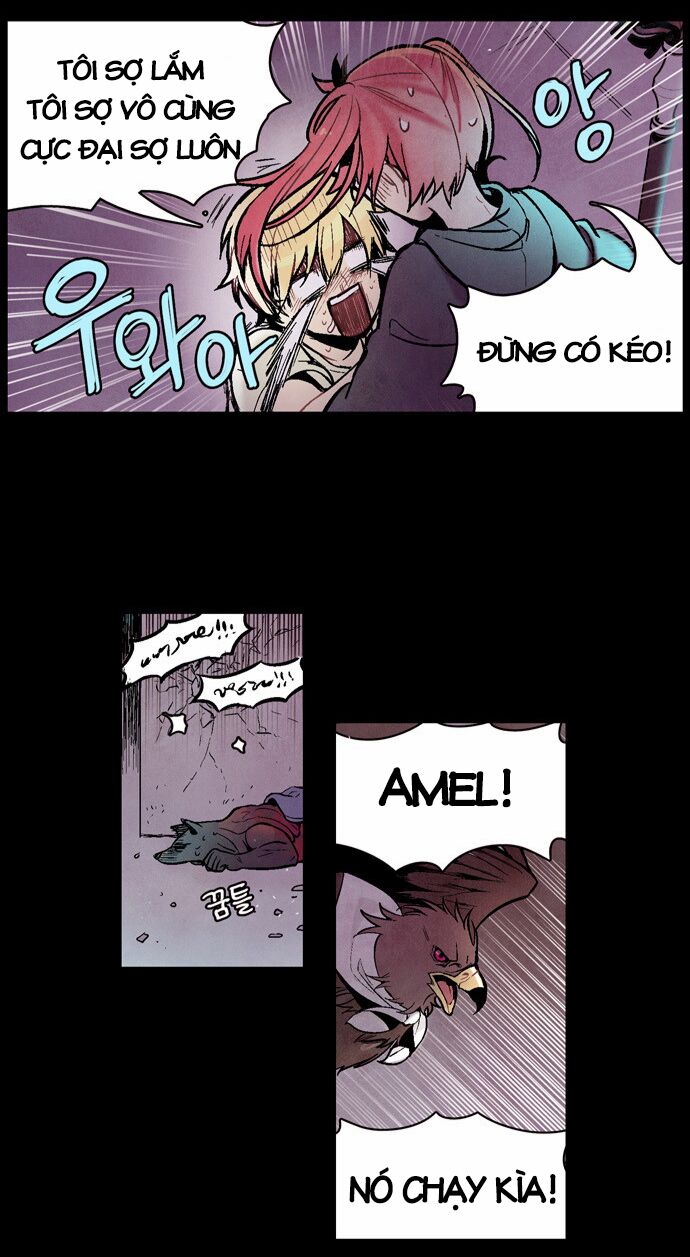 TÔI SỢ LẮM
TÔI SỢ VÔ CÙNG
CỰC ĐẠI SỢ LUÔN
앙
우와아
ĐỪNG CÓ KÉO!
꿈틀
AMEL!
NÓ CHẠY KÌA!